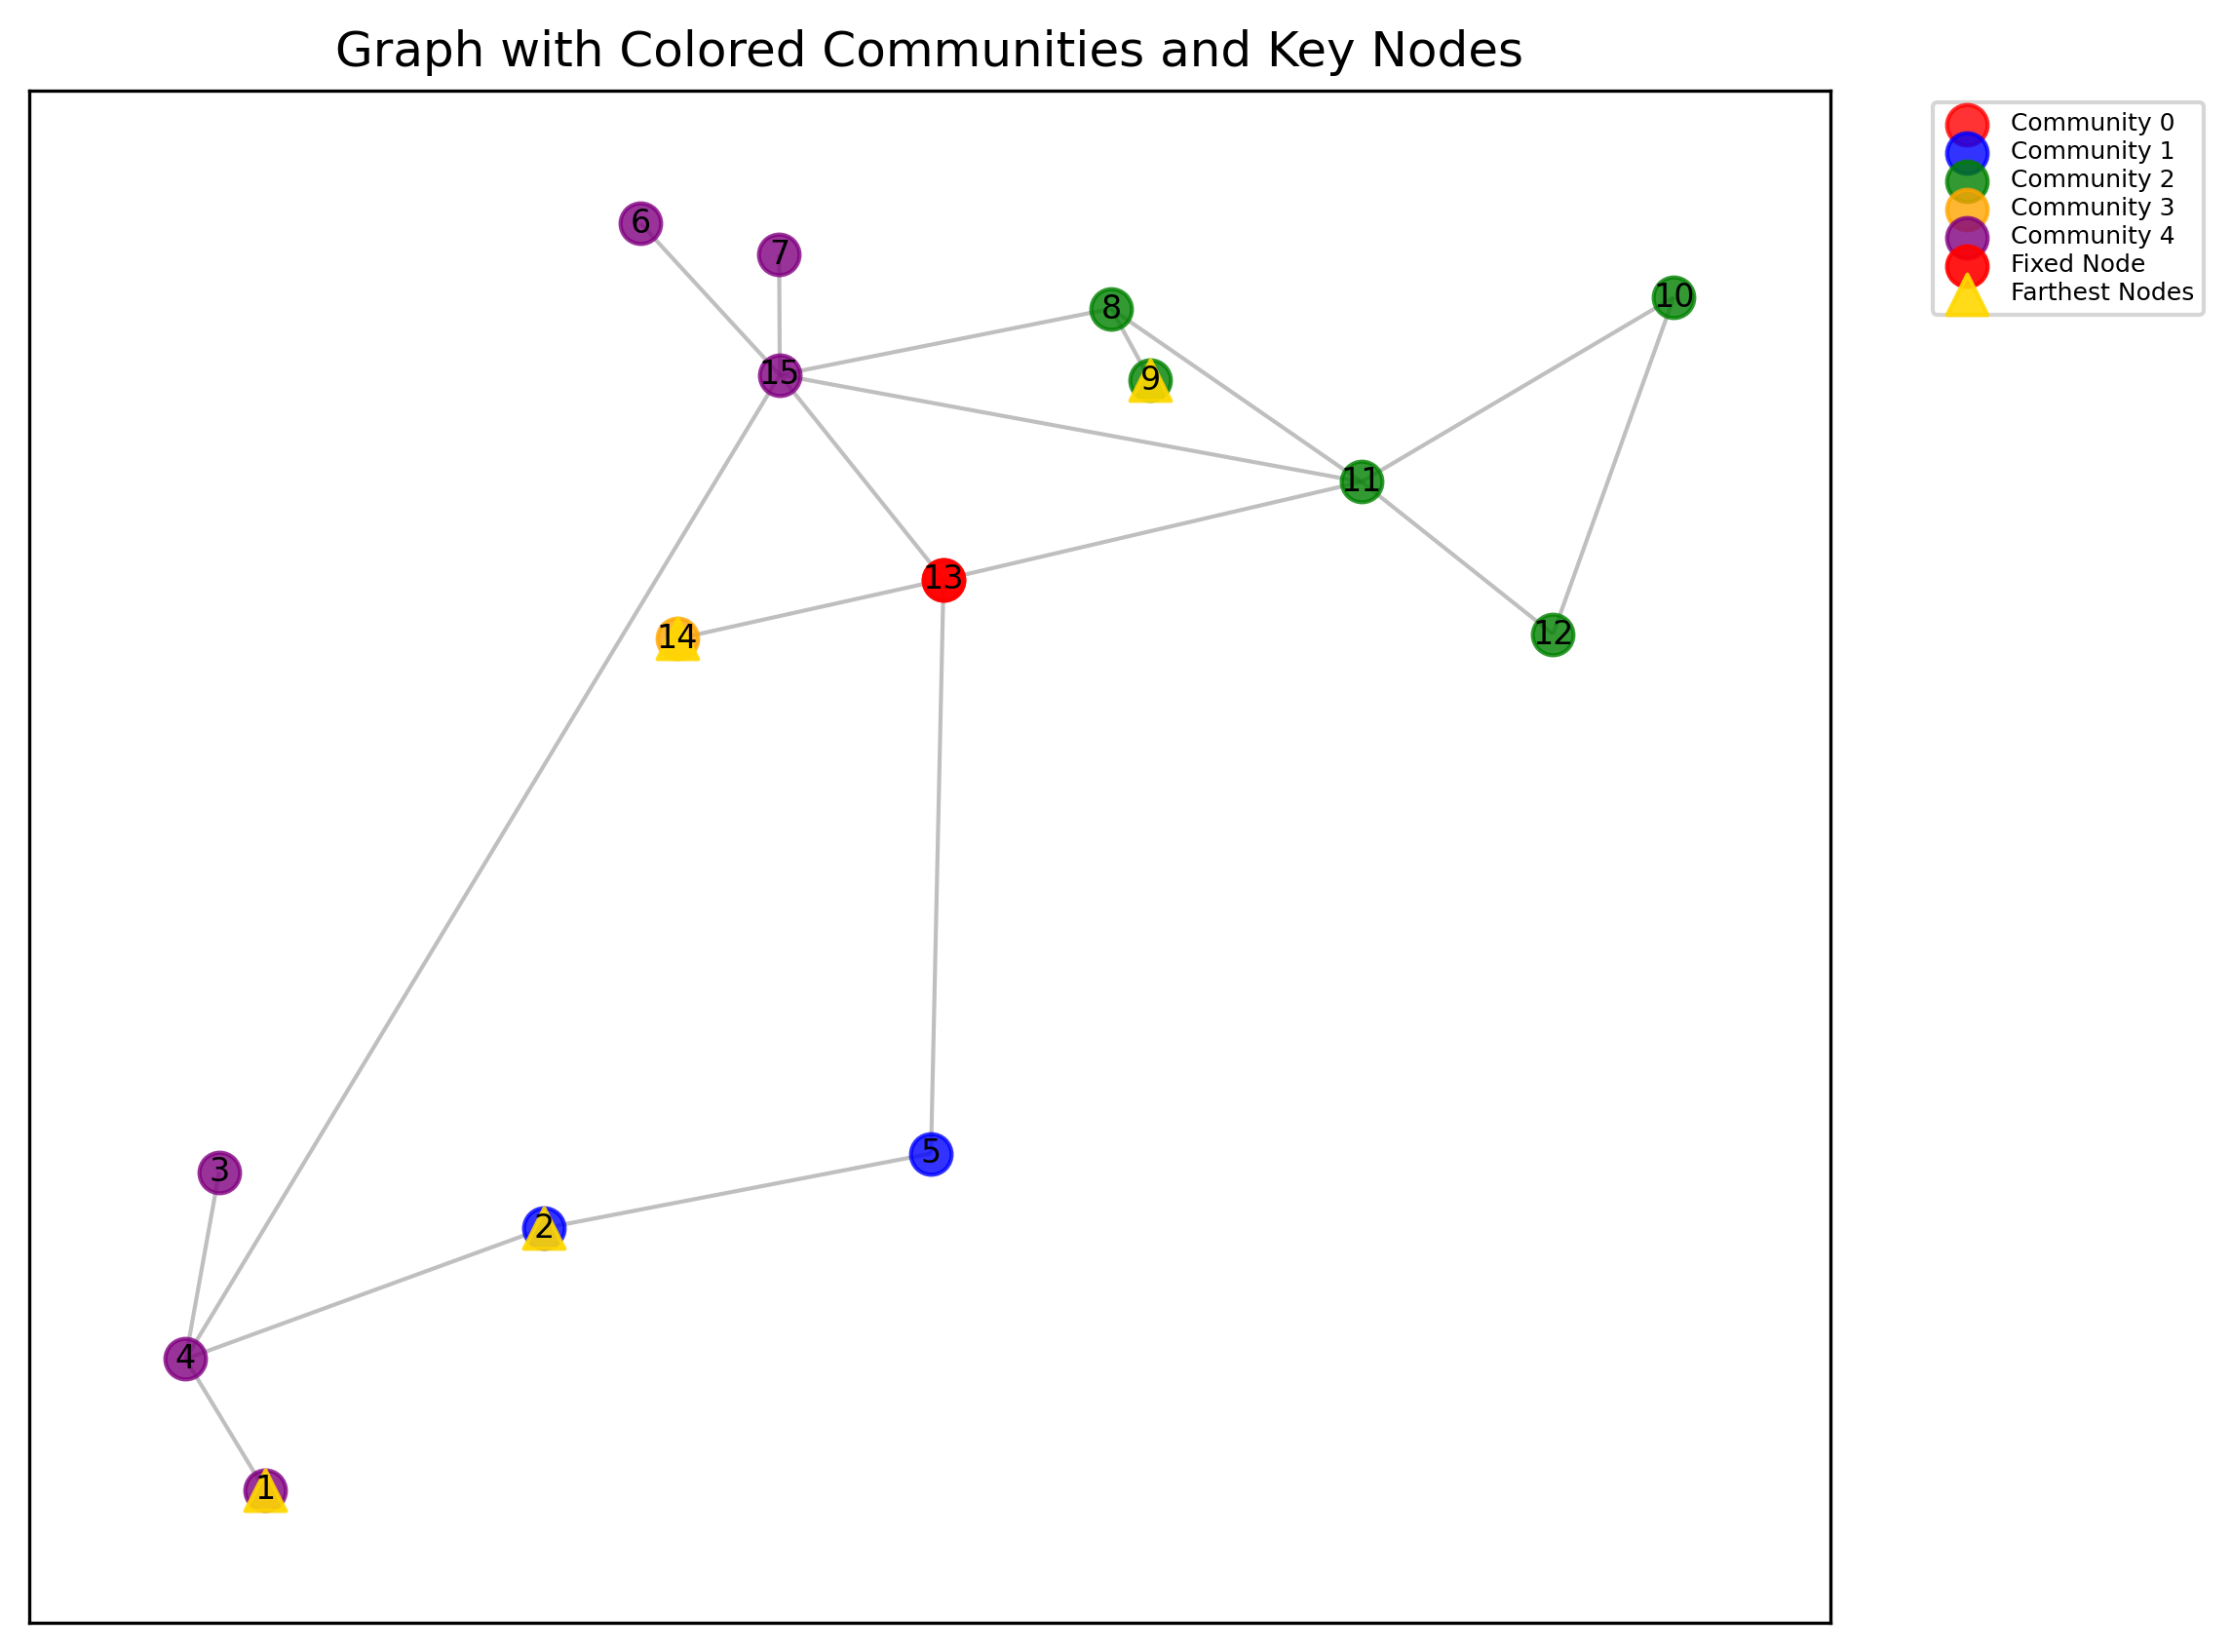 Graph with Colored Communities and Key Nodes
Community 0
Community 1
Community 2
Community 3
Community 4
Fixed Node
Farthest Nodes
6
7
8
10
15
9
11
13
14
12
5
3
2
4
1